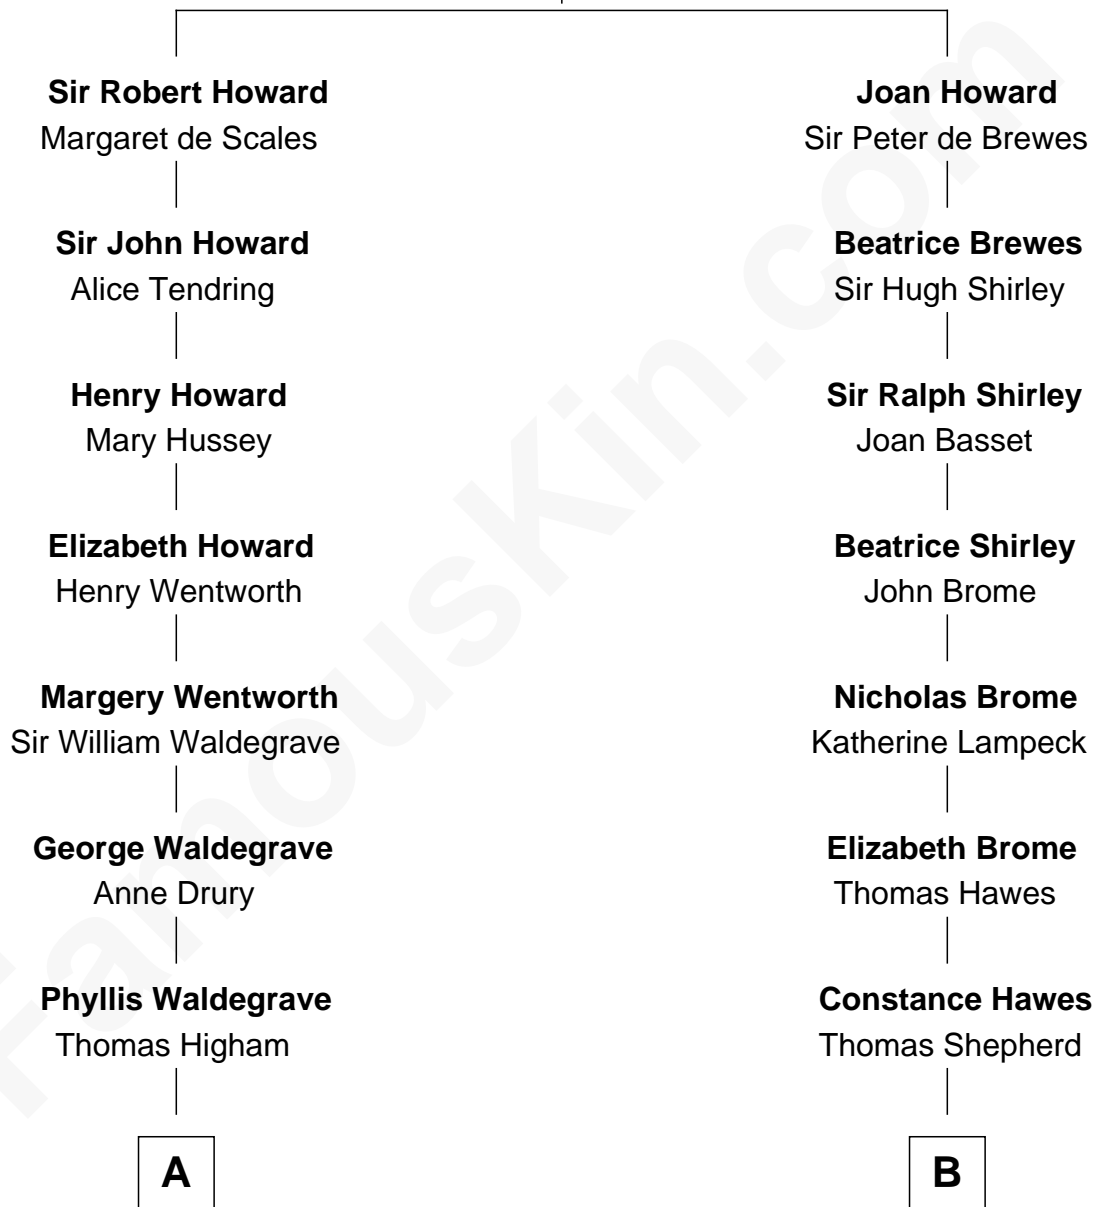 Sir Robert Howard
Margaret de Scales
Joan Howard
Sir Peter de Brewes
Sir John Howard
Alice Tendring
Beatrice Brewes
Sir Hugh Shirley
Henry Howard
Mary Hussey
Sir Ralph Shirley
Joan Basset
Elizabeth Howard
Henry Wentworth
Beatrice Shirley
John Brome
Margery Wentworth
Sir William Waldegrave
Nicholas Brome
Katherine Lampeck
George Waldegrave
Anne Drury
Elizabeth Brome
Thomas Hawes
Phyllis Waldegrave
Thomas Higham
Constance Hawes
Thomas Shepherd
A
B
FamousKin.com